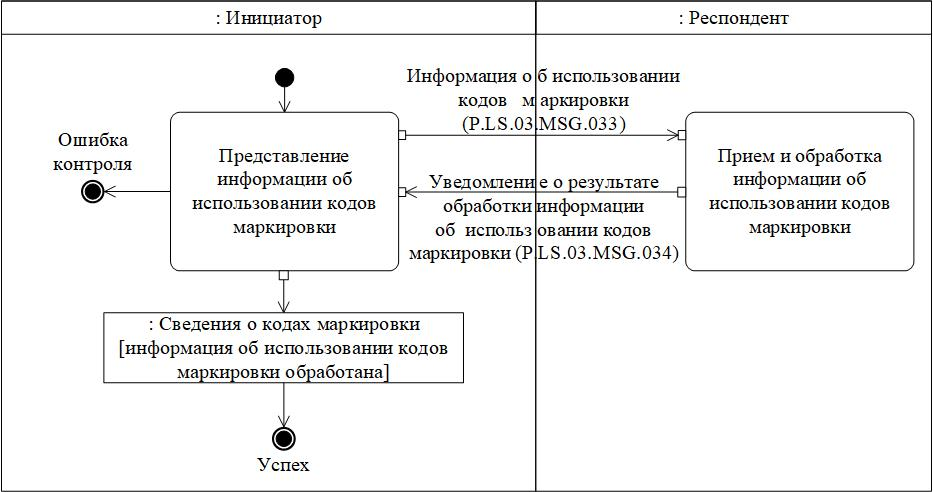 : Инициатор
: Респондент
Информация об использовании
кодов маркировки
(P.LS.03.MSG.033)
Ошибка
контроля
Представление
информации об
использовании кодов
маркировки
Прием и обработка
информации об
использовании кодов
маркировки
Уведомление о результате
обработки информации
об использовании кодов
маркировки (P.LS.03.MSG.034)
: Сведения о кодах маркировки
[информация об использовании кодов
маркировки обработана]
Успех